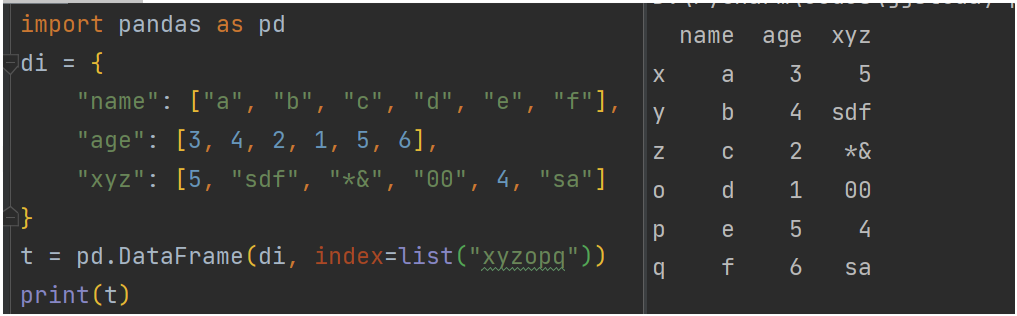 import pandas as pd
di = {
    "name": ["a", "b", "c", "d", "e", "f"],
    "age": [3, 4, 2, 1, 5, 6],
    "xyz": [5, "sdf", "*&", "00", 4, "sa"]
}
t = pd.DataFrame(di, index=list("xyzopq"))
print(t)
  name  age  xyz
x    a    3    5
y    b    4  sdf
z    c    2   *&
o    d    1   00
p    e    5    4
q    f    6   sa